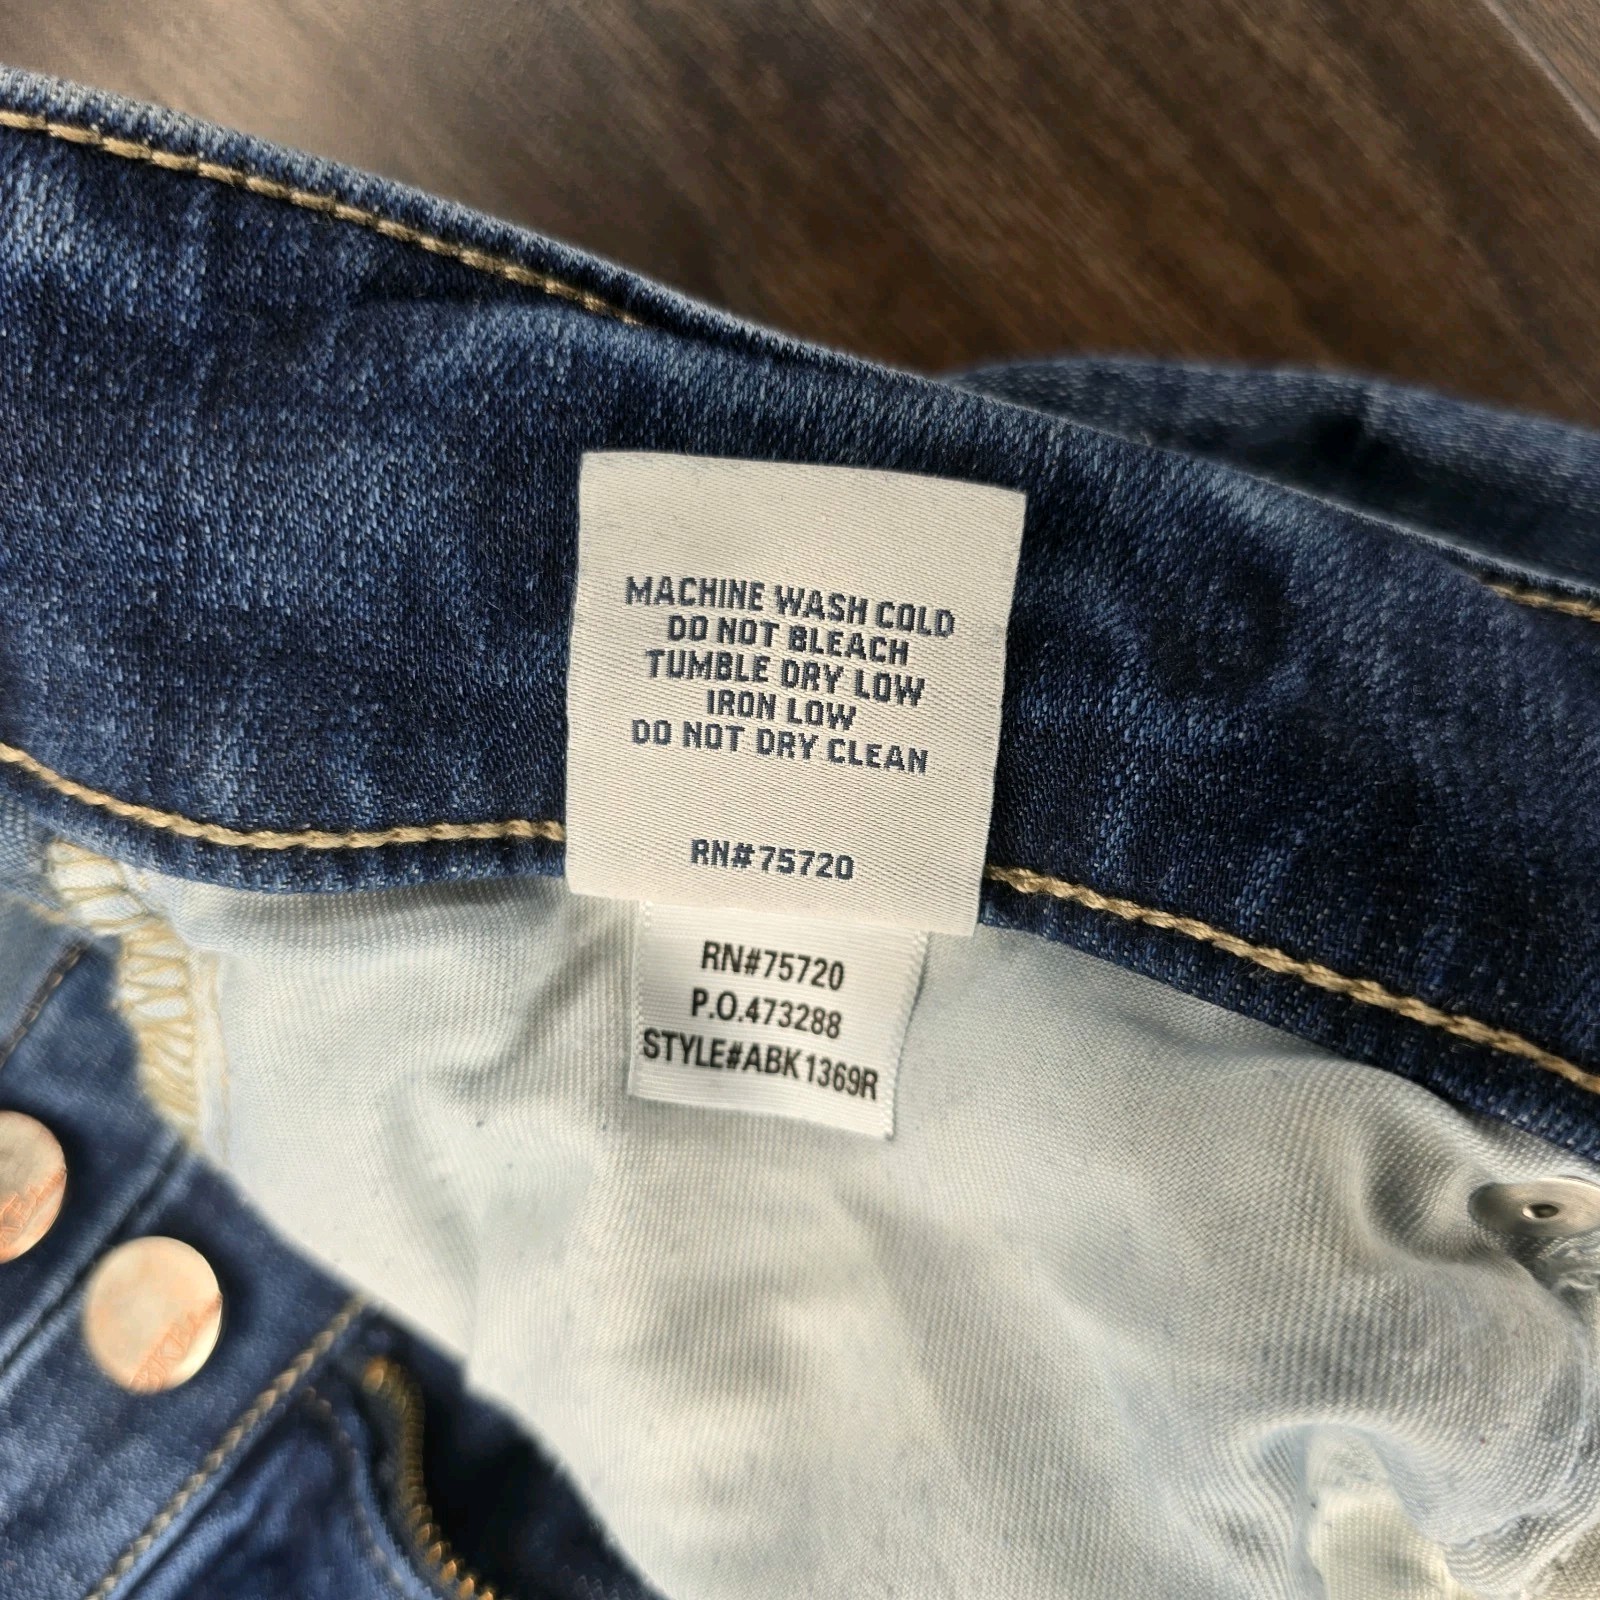 MACHINE WASH COLD
DO NOT BLEACH
TUMBLE DRY LOW
IRON LOW
DO NOT DRY CLEAN
RN#75720
RN#75720
P.O.473288
STYLE#ABK1369R